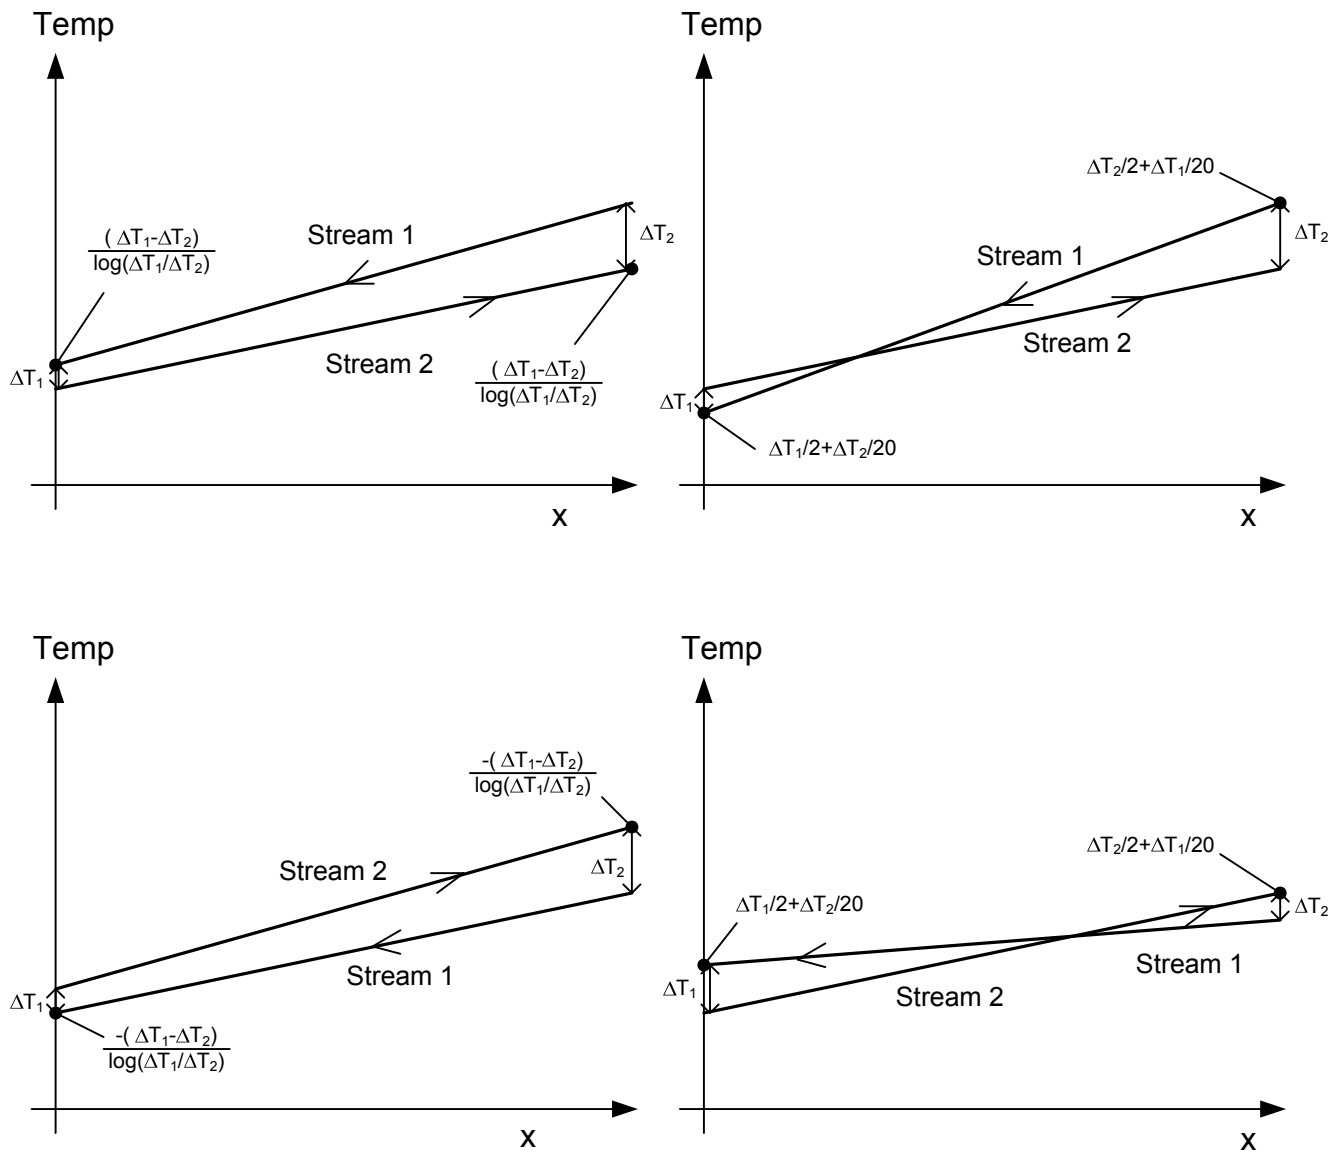 Temp
(ΔT₁-ΔT₂)
log(ΔT₁/ΔT₂)
Stream 1
ΔT₂
Stream 2
ΔT₁
(ΔT₁-ΔT₂)
log(ΔT₁/ΔT₂)
x
Temp
ΔT₂/2+ΔT₁/20
Stream 1
ΔT₂
Stream 2
ΔT₁
ΔT₁/2+ΔT₂/20
x
Temp
-(ΔT₁-ΔT₂)
log(ΔT₁/ΔT₂)
Stream 2
ΔT₂
Stream 1
ΔT₁
-(ΔT₁-ΔT₂)
log(ΔT₁/ΔT₂)
x
Temp
ΔT₂/2+ΔT₁/20
ΔT₁/2+ΔT₂/20
ΔT₂
Stream 1
ΔT₁
Stream 2
x